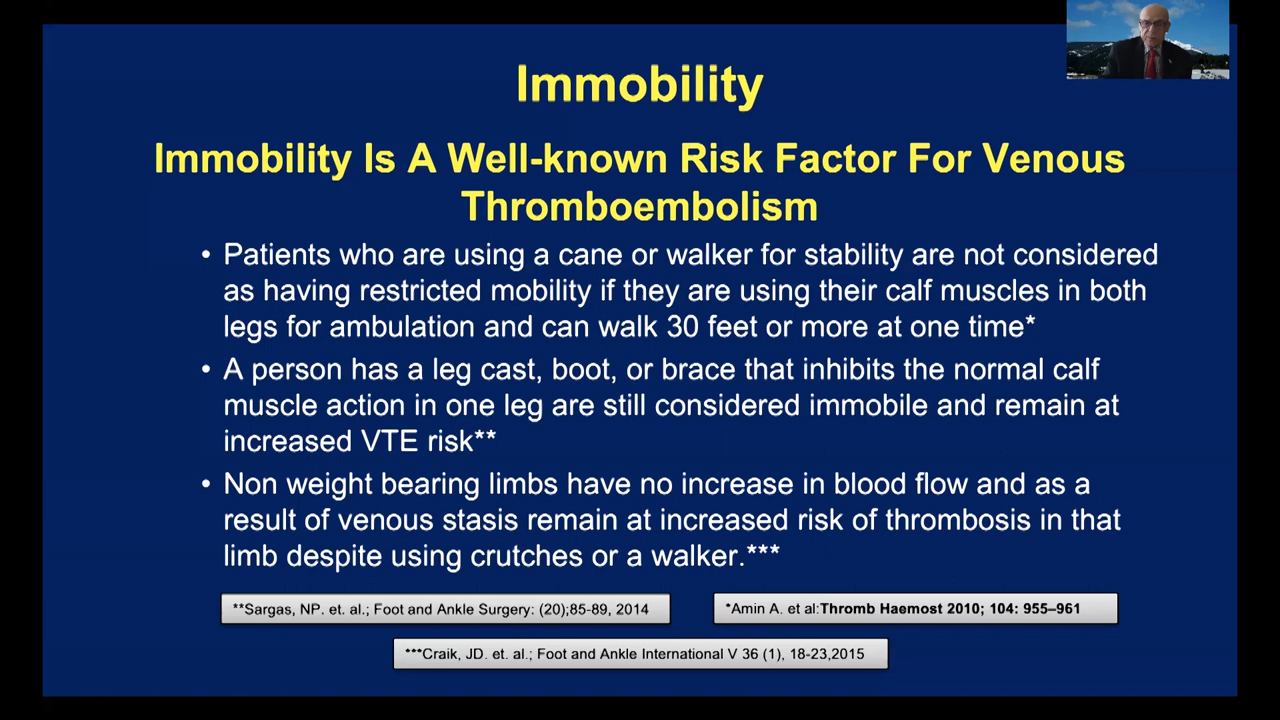 Immobility
Immobility Is A Well-known Risk Factor For Venous
Thromboembolism
• Patients who are using a cane or walker for stability are not considered
as having restricted mobility if they are using their calf muscles in both
legs for ambulation and can walk 30 feet or more at one time*
• A person has a leg cast, boot, or brace that inhibits the normal calf
muscle action in one leg are still considered immobile and remain at
increased VTE risk**
• Non weight bearing limbs have no increase in blood flow and as a
result of venous stasis remain at increased risk of thrombosis in that
limb despite using crutches or a walker.***
**Sargas, NP. et. al.; Foot and Ankle Surgery: (20);85-89, 2014
*Amin A. et al:Thromb Haemost 2010; 104: 955–961
***Craik, JD. et. al.; Foot and Ankle International V 36 (1), 18-23,2015